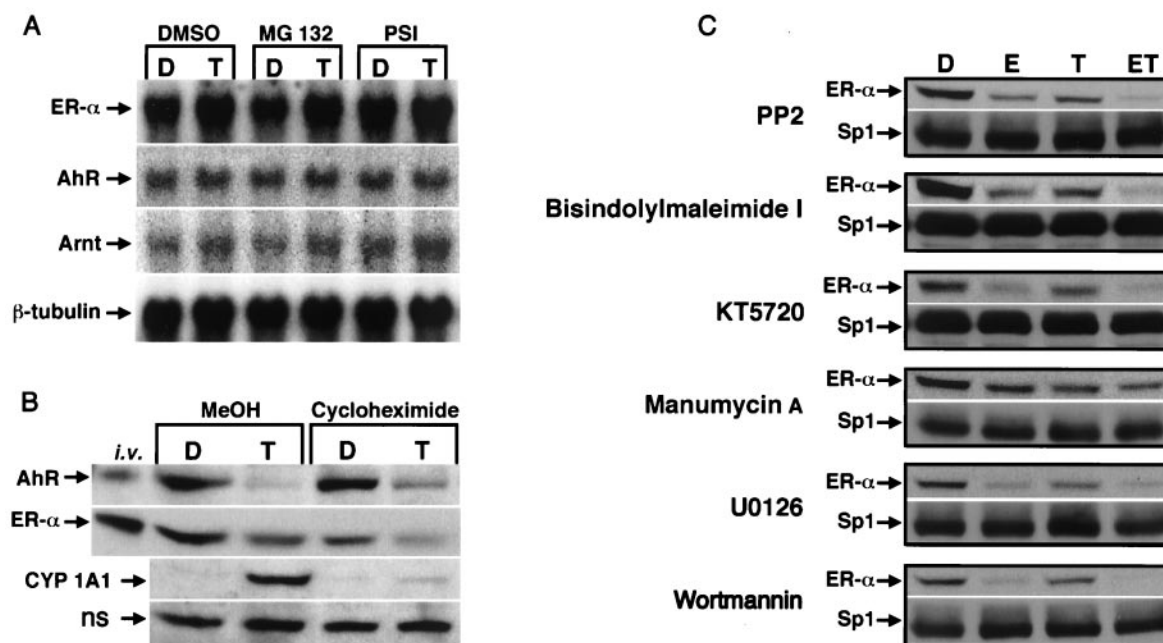 A
DMSO MG 132 PSI
D T D T D T
ER-α
AhR
Arnt
β-tubulin
B
MeOH Cycloheximide
i.v. D T D T
AhR
ER-α
CYP 1A1
ns
C
D E T ET
PP2
ER-α
Sp1
Bisindolylmaleimide I
ER-α
Sp1
KT5720
ER-α
Sp1
Manumycin A
ER-α
Sp1
U0126
ER-α
Sp1
Wortmannin
ER-α
Sp1